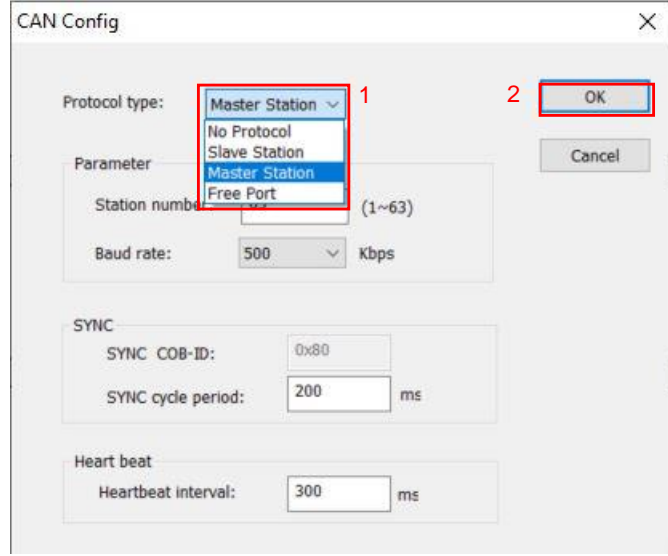 CAN Config
Protocol type: Master Station 1 2 OK
No Protocol
Slave Station
Master Station
Free Port
Cancel
Parameter
Station number (1~63)
Baud rate: 500 Kbps
SYNC
SYNC COB-ID: 0x80
SYNC cycle period: 200 ms
Heart beat
Heartbeat interval: 300 ms